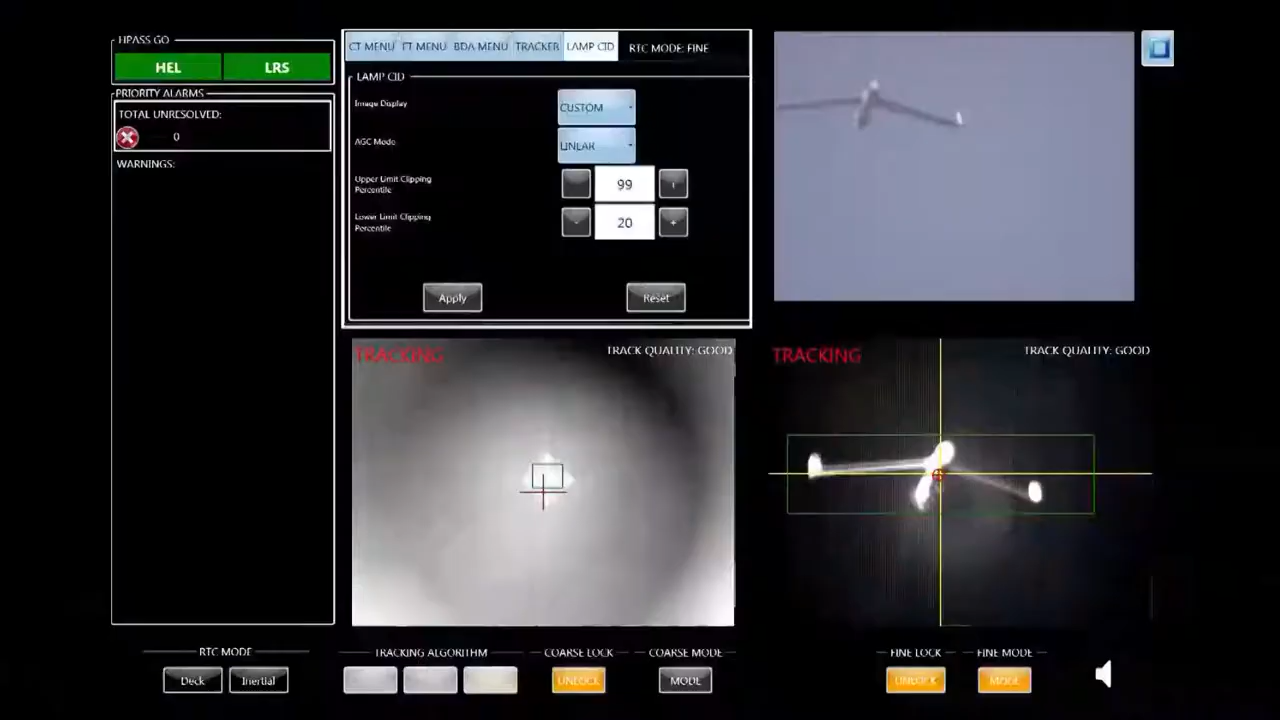 HPASS GO
HEL
LRS
PRIORITY ALARMS
TOTAL UNRESOLVED:
0
WARNINGS:
CT MENU
FT MENU
BDA MENU
TRACKER
LAMP CID
RTC MODE: FINE
LAMP CID
Image Display
CUSTOM
AGC Mode
LINEAR
Upper Limit Clipping
Percentile
99
Lower Limit Clipping
Percentile
-
20
+
Apply
Reset
TRACKING
TRACK QUALITY: GOOD
TRACKING
TRACK QUALITY: GOOD
RTC MODE
Deck
Inertial
TRACKING ALGORITHM
COARSE LOCK
UNLOCK
COARSE MODE
MODE
FINE LOCK
UNLOCK
FINE MODE
MODE